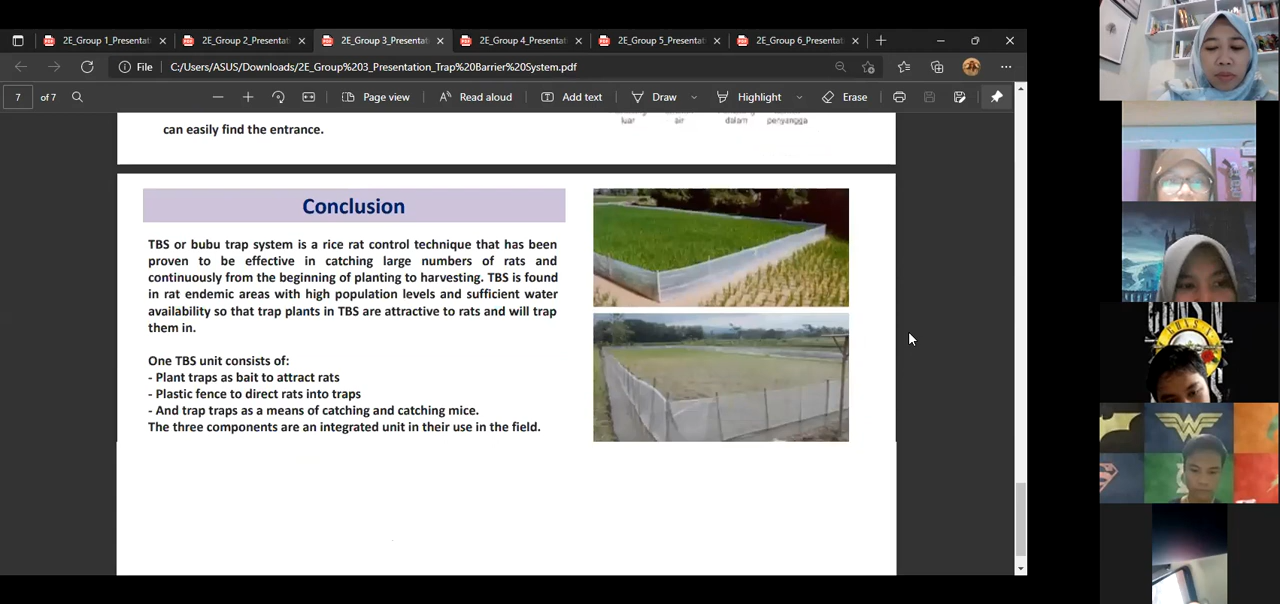 2E_Group 1_Presentati
2E_Group 2_Presentati
2E_Group 3_Presentati
2E_Group 4_Presentati
2E_Group 5_Presentati
2E_Group 6_Presentati
File
C:/Users/ASUS/Downloads/2E_Group%203_Presentation_Trap%20Barrier%20System.pdf
7 of 7
Page view
Read aloud
Add text
Draw
Highlight
Erase
can easily find the entrance.
luar air dalam penyangga
Conclusion
TBS or bubu trap system is a rice rat control technique that has been
proven to be effective in catching large numbers of rats and
continuously from the beginning of planting to harvesting. TBS is found
in rat endemic areas with high population levels and sufficient water
availability so that trap plants in TBS are attractive to rats and will trap
them in.
One TBS unit consists of:
- Plant traps as bait to attract rats
- Plastic fence to direct rats into traps
- And trap traps as a means of catching and catching mice.
The three components are an integrated unit in their use in the field.